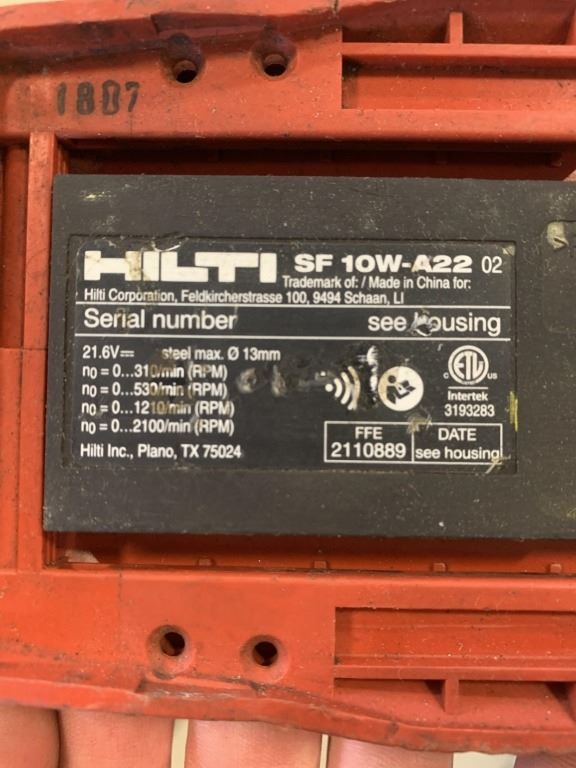 1807
HILTI SF 10W-A22 02
Trademark of: / Made in China for:
Hilti Corporation, Feldkircherstrasse 100, 9494 Schaan, LI
Serial number see housing
21.6V⎓ steel max. Ø 13mm
n0 = 0...310/min (RPM)
n0 = 0...530/min (RPM)
n0 = 0...1210/min (RPM)
n0 = 0...2100/min (RPM)
Hilti Inc., Plano, TX 75024
C ETL US
Intertek
3193283
FFE
2110889
DATE
see housing